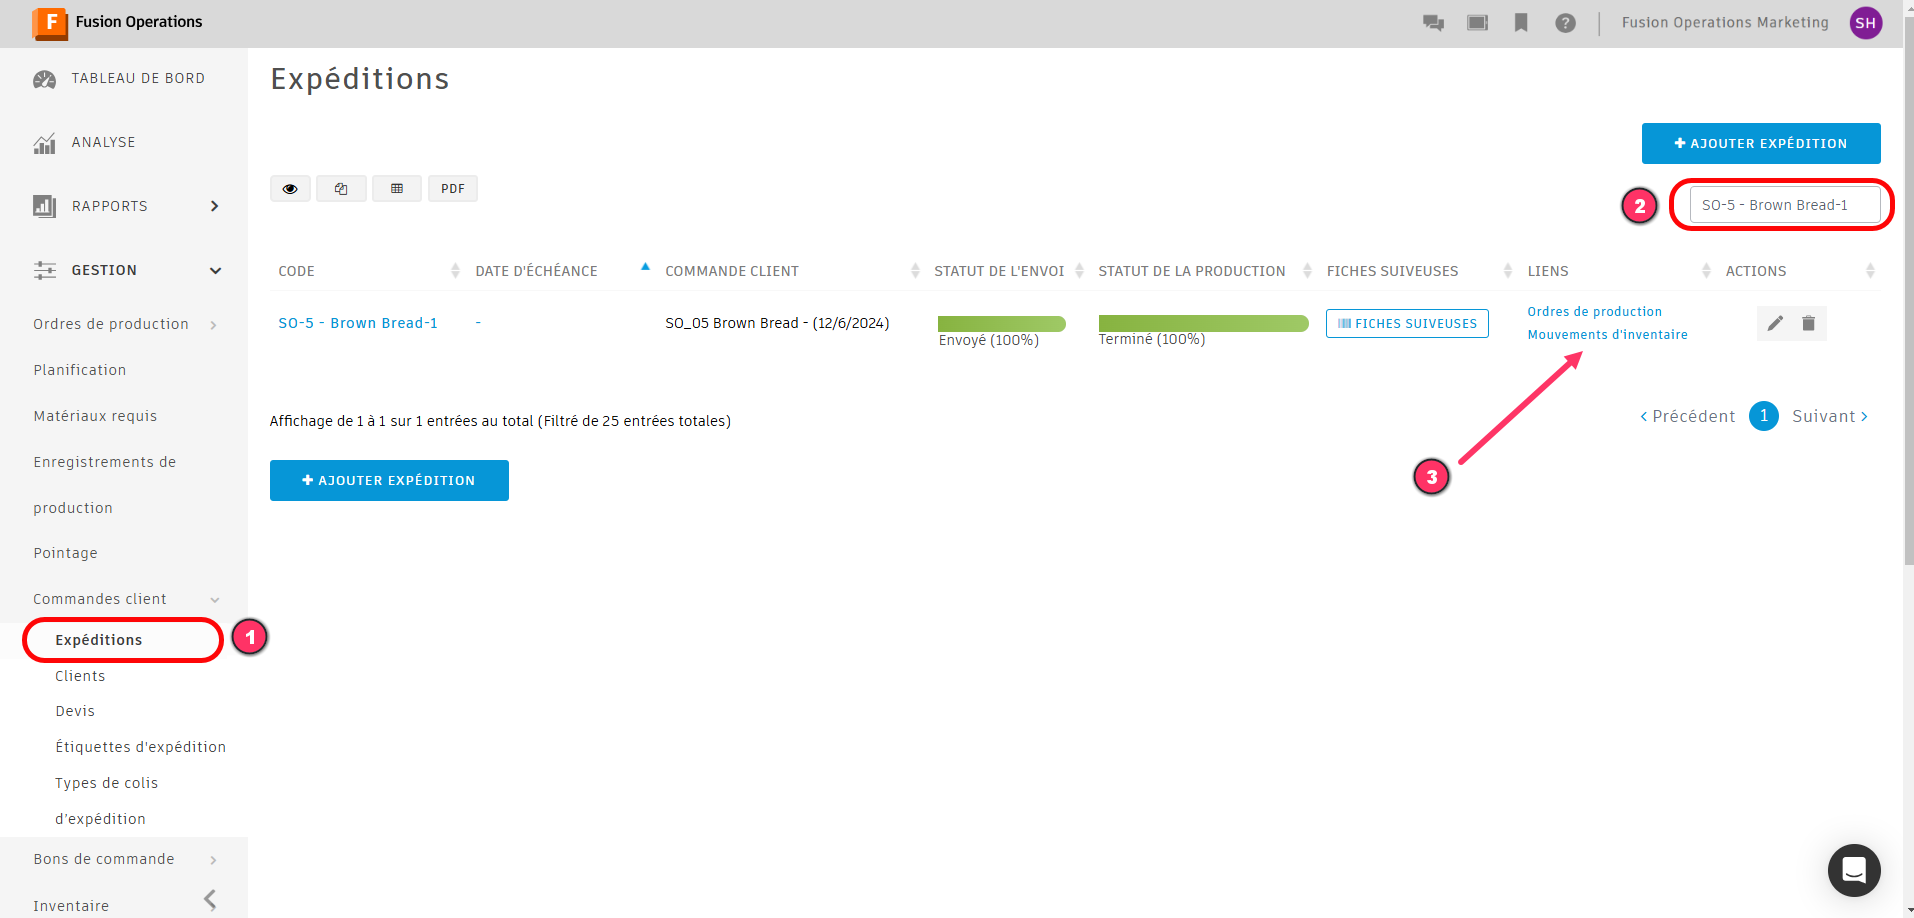 F Fusion Operations
? Fusion Operations Marketing SH
TABLEAU DE BORD
ANALYSE
RAPPORTS
GESTION
Ordres de production
Planification
Matériaux requis
Enregistrements de
production
Pointage
Commandes client
Expéditions
1
Clients
Devis
Étiquettes d'expédition
Types de colis
d'expédition
Bons de commande
Inventaire
Expéditions
+ AJOUTER EXPÉDITION
PDF
2
SO-5 - Brown Bread-1
CODE DATE D'ÉCHÉANCE COMMANDE CLIENT STATUT DE L'ENVOI STATUT DE LA PRODUCTION FICHES SUIVEUSES LIENS ACTIONS
SO-5 - Brown Bread-1 - SO_05 Brown Bread - (12/6/2024)
Envoyé (100%)
Terminé (100%)
FICHES SUIVEUSES
Ordres de production
Mouvements d'inventaire
Affichage de 1 à 1 sur 1 entrées au total (Filtré de 25 entrées totales)
‹ Précédent 1 Suivant ›
3
+ AJOUTER EXPÉDITION